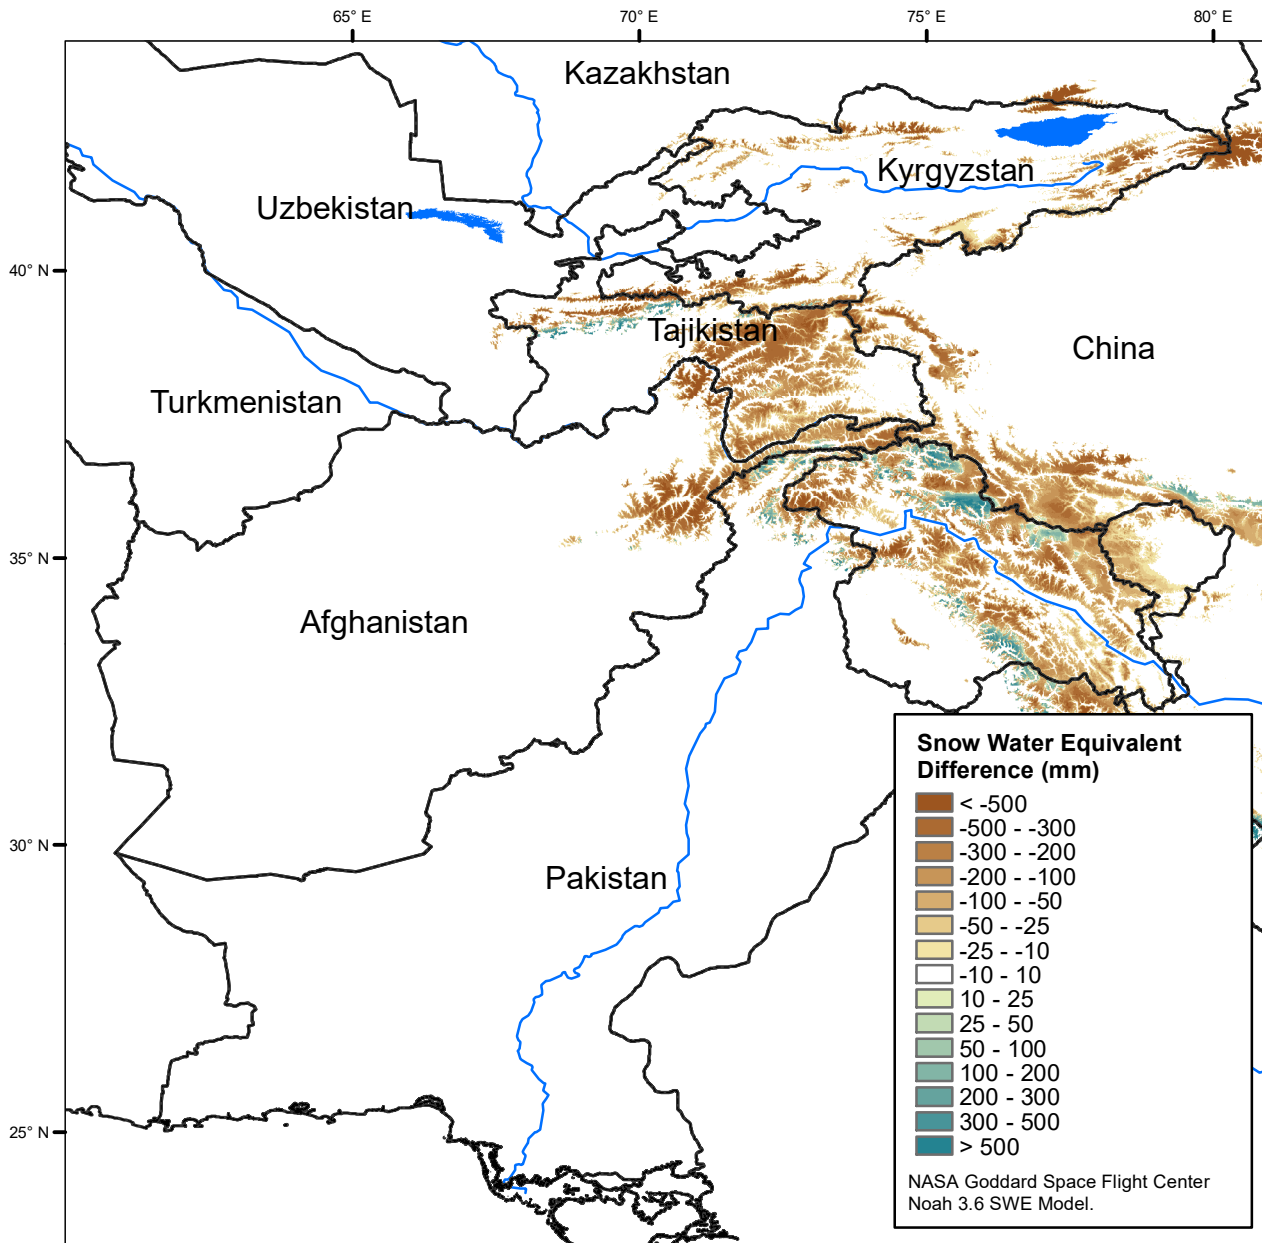 65° E
70° E
75° E
80° E
Kazakhstan
Kyrgyzstan
Uzbekistan
40° N
Tajikistan
China
Turkmenistan
35° N
Afghanistan
Snow Water Equivalent
Difference (mm)
< -500
-500 - -300
-300 - -200
-200 - -100
-100 - -50
-50 - -25
-25 - -10
-10 - 10
10 - 25
25 - 50
50 - 100
100 - 200
200 - 300
300 - 500
> 500
30° N
Pakistan
25° N
NASA Goddard Space Flight Center
Noah 3.6 SWE Model.